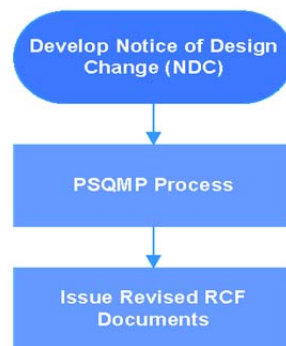 Develop Notice of Design
Change (NDC)
PSQMP Process
Issue Revised RCF
Documents